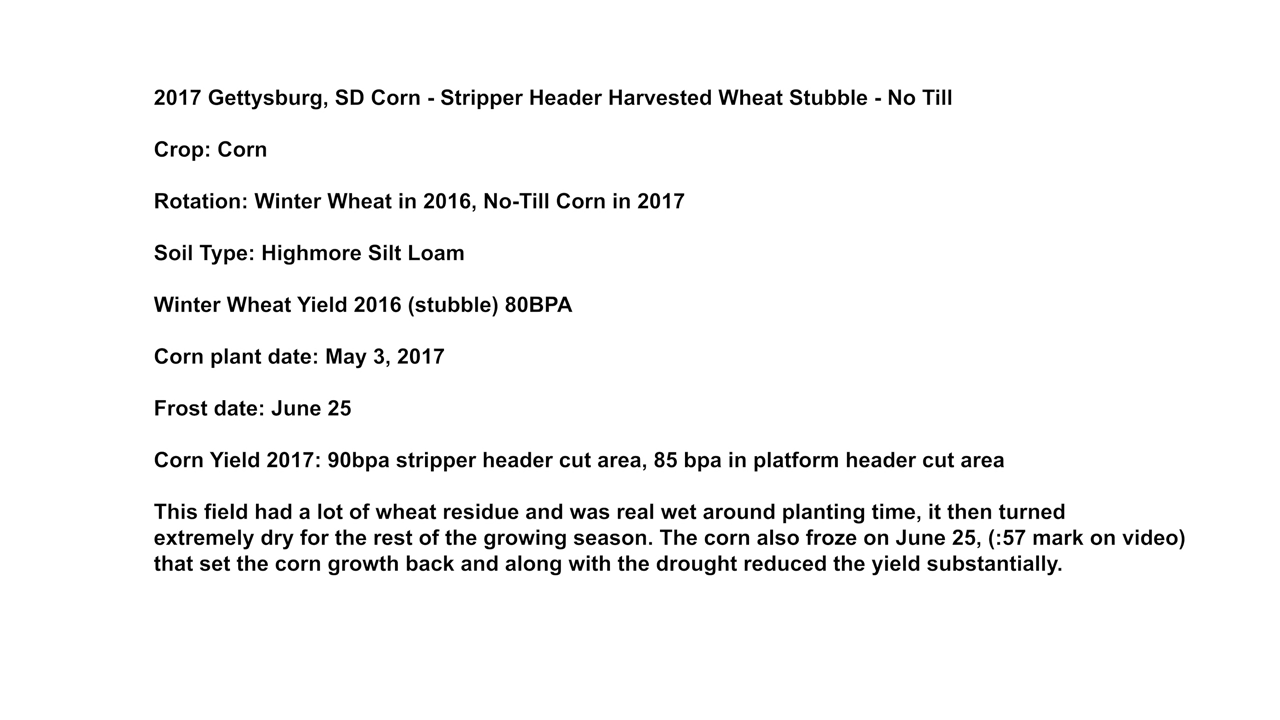 2017 Gettysburg, SD Corn - Stripper Header Harvested Wheat Stubble - No Till
Crop: Corn
Rotation: Winter Wheat in 2016, No-Till Corn in 2017
Soil Type: Highmore Silt Loam
Winter Wheat Yield 2016 (stubble) 80BPA
Corn plant date: May 3, 2017
Frost date: June 25
Corn Yield 2017: 90bpa stripper header cut area, 85 bpa in platform header cut area
This field had a lot of wheat residue and was real wet around planting time, it then turned
extremely dry for the rest of the growing season. The corn also froze on June 25, (:57 mark on video)
that set the corn growth back and along with the drought reduced the yield substantially.